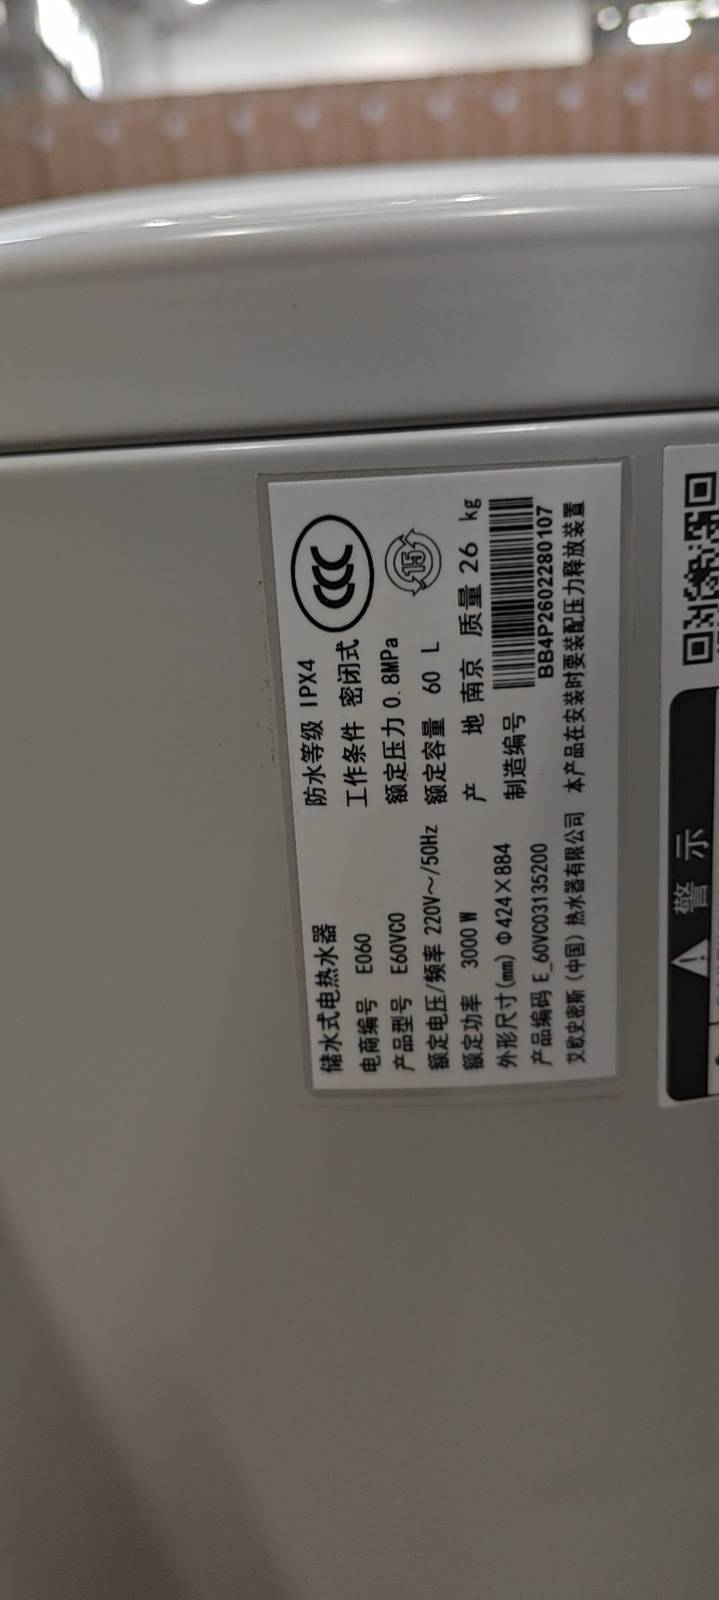 储水式电热水器
防水等级 IPX4
电商编号 E060
工作条件 密闭式
产品型号 E60VC0
额定压力 0.8MPa
额定电压/频率 220V～/50Hz
额定容量 60 L
额定功率 3000 W
产 地 南京 质量 26 kg
外形尺寸(mm) Φ424×884
制造编号
BB4P2602280107
产品编码 E_60VC03135200
艾欧史密斯（中国）热水器有限公司 本产品在安装时要装配压力释放装置
CCC
15
警 示